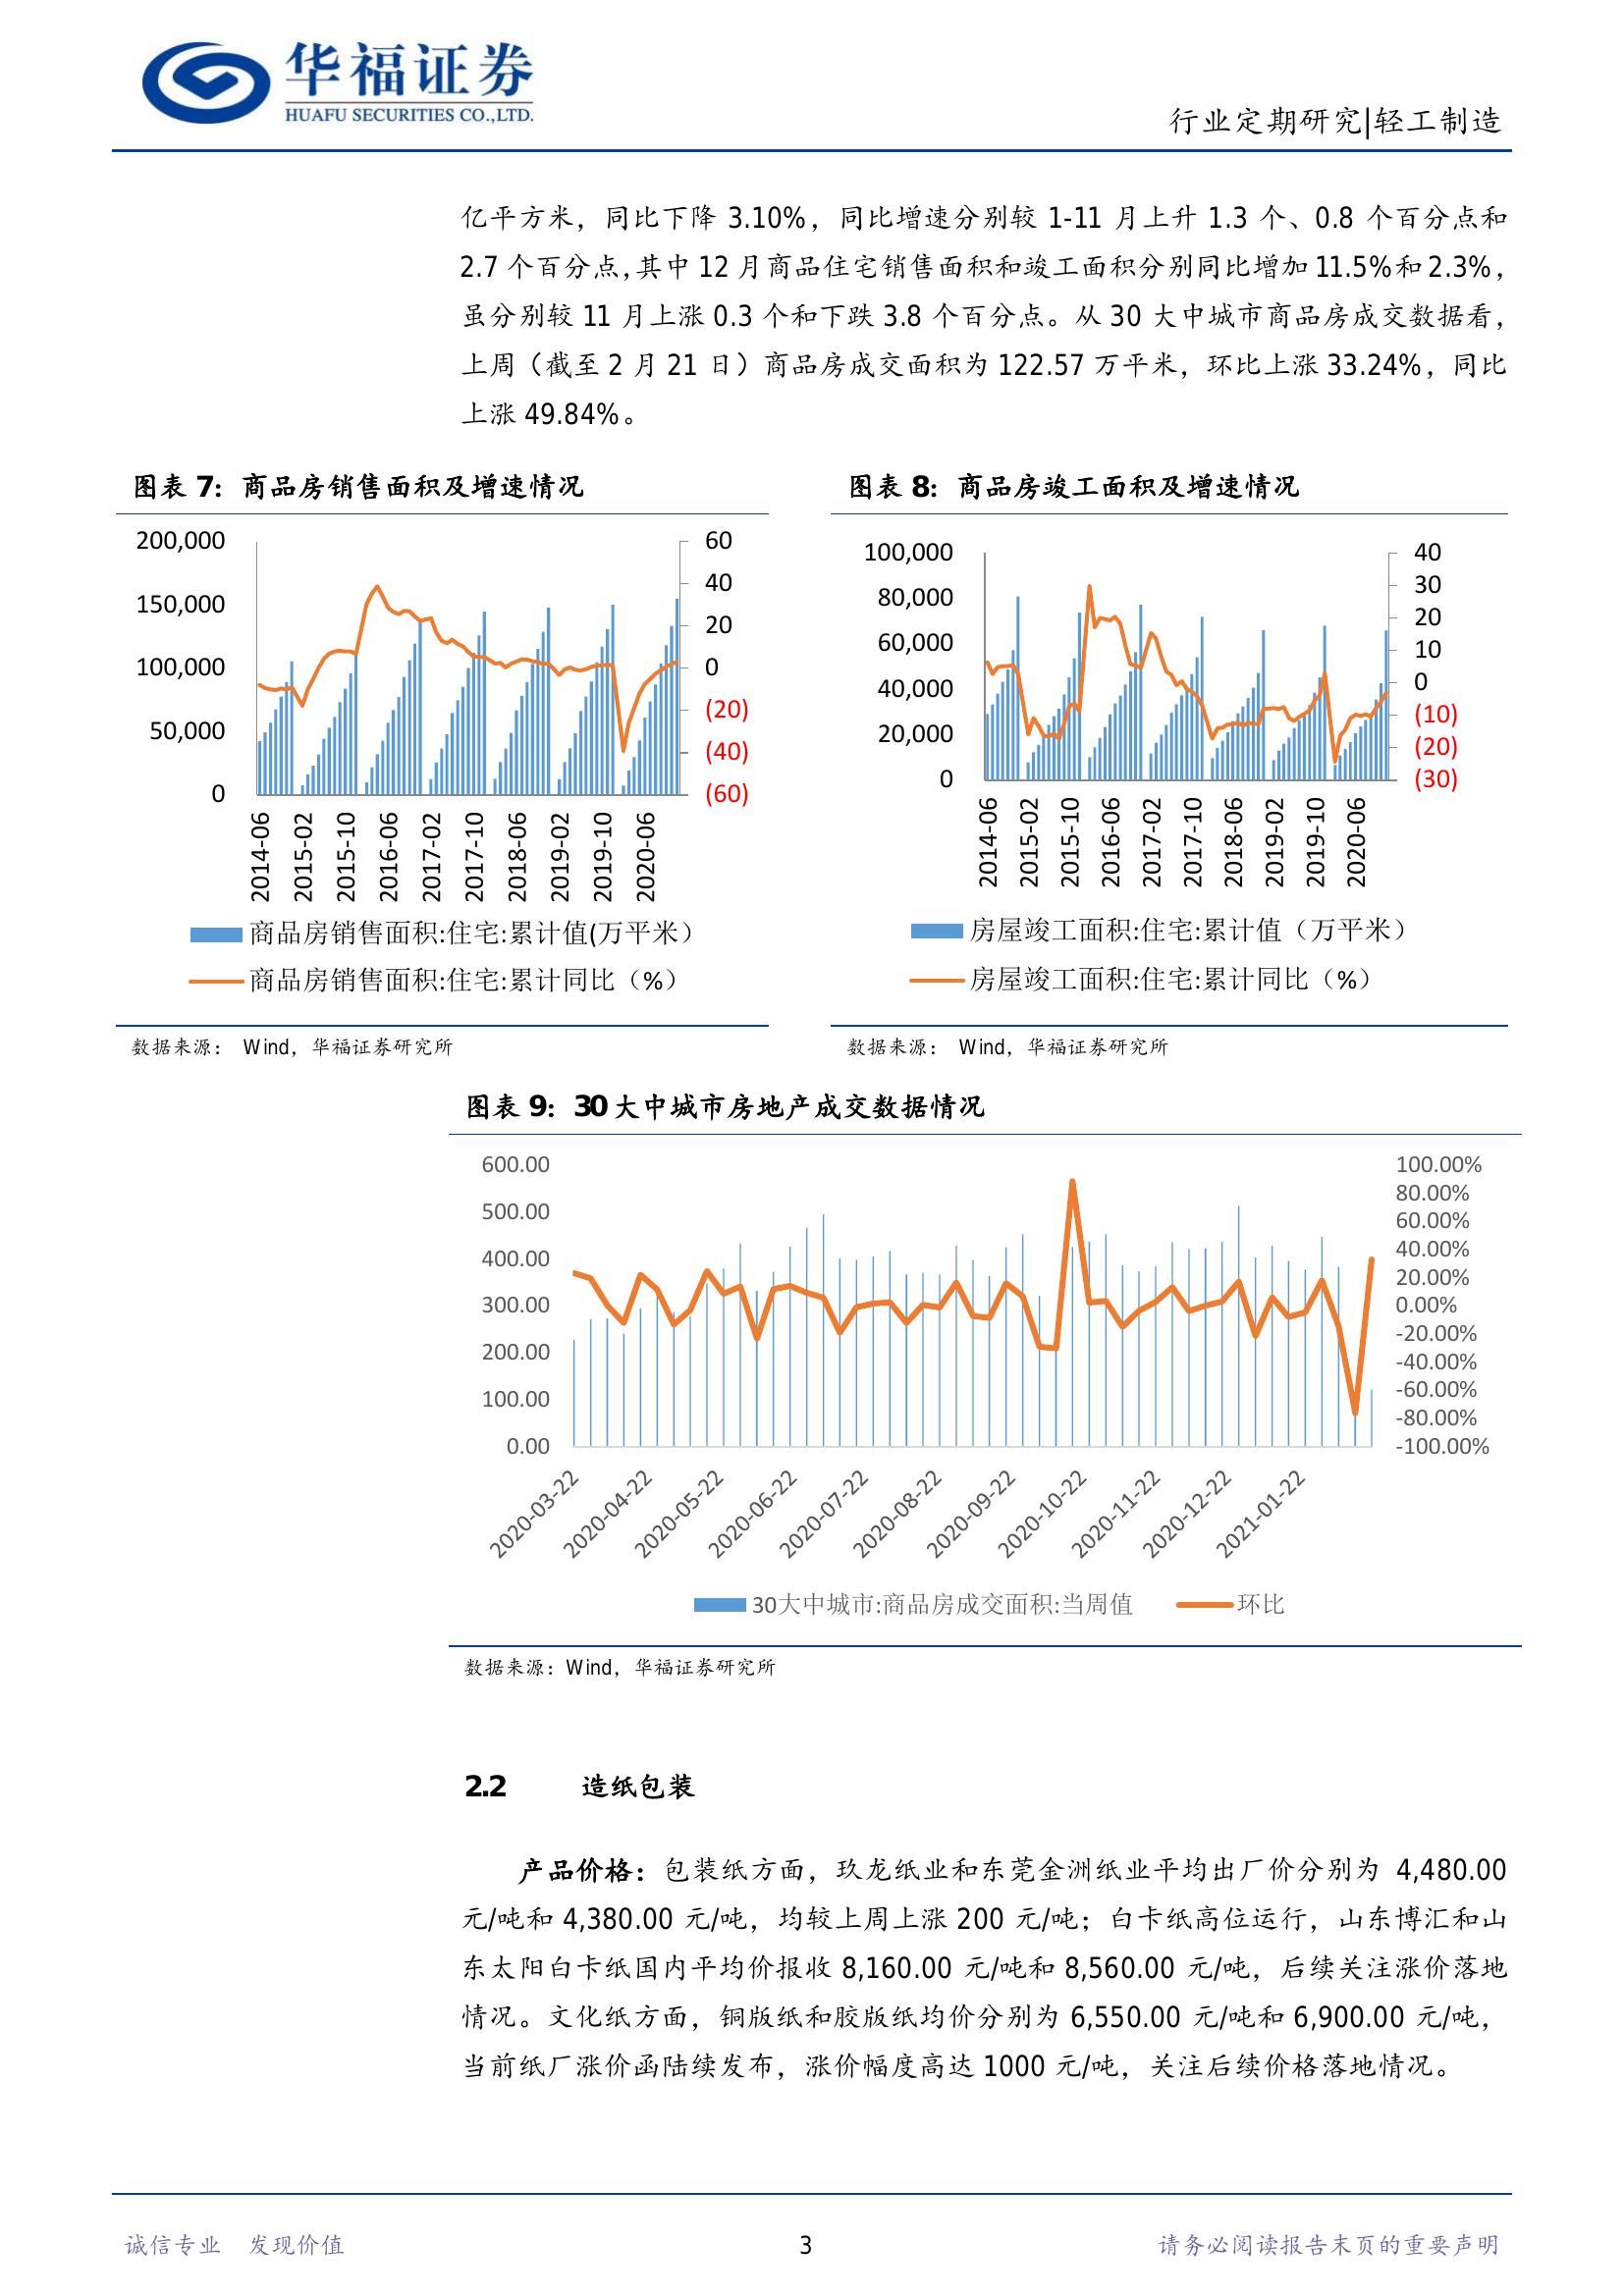 华福证券
HUAFU SECURITIES CO.,LTD.
行业定期研究|轻工制造
亿平方米，同比下降 3.10%，同比增速分别较 1-11 月上升 1.3 个、0.8 个百分点和
2.7 个百分点，其中 12 月商品住宅销售面积和竣工面积分别同比增加 11.5%和 2.3%，
虽分别较 11 月上涨 0.3 个和下跌 3.8 个百分点。从 30 大中城市商品房成交数据看，
上周（截至 2 月 21 日）商品房成交面积为 122.57 万平米，环比上涨 33.24%，同比
上涨 49.84%。
图表 7：商品房销售面积及增速情况
200,000
150,000
100,000
50,000
0
60
40
20
0
(20)
(40)
(60)
2014-06
2015-02
2015-10
2016-06
2017-02
2017-10
2018-06
2019-02
2019-10
2020-06
商品房销售面积:住宅:累计值(万平米）
商品房销售面积:住宅:累计同比（%）
数据来源： Wind，华福证券研究所
图表 8：商品房竣工面积及增速情况
100,000
80,000
60,000
40,000
20,000
0
40
30
20
10
0
(10)
(20)
(30)
2014-06
2015-02
2015-10
2016-06
2017-02
2017-10
2018-06
2019-02
2019-10
2020-06
房屋竣工面积:住宅:累计值（万平米）
房屋竣工面积:住宅:累计同比（%）
数据来源： Wind，华福证券研究所
图表 9：30 大中城市房地产成交数据情况
600.00
500.00
400.00
300.00
200.00
100.00
0.00
100.00%
80.00%
60.00%
40.00%
20.00%
0.00%
-20.00%
-40.00%
-60.00%
-80.00%
-100.00%
2020-03-22
2020-04-22
2020-05-22
2020-06-22
2020-07-22
2020-08-22
2020-09-22
2020-10-22
2020-11-22
2020-12-22
2021-01-22
30大中城市:商品房成交面积:当周值
环比
数据来源：Wind，华福证券研究所
2.2 造纸包装
产品价格：包装纸方面，玖龙纸业和东莞金洲纸业平均出厂价分别为 4,480.00
元/吨和 4,380.00 元/吨，均较上周上涨 200 元/吨；白卡纸高位运行，山东博汇和山
东太阳白卡纸国内平均价报收 8,160.00 元/吨和 8,560.00 元/吨，后续关注涨价落地
情况。文化纸方面，铜版纸和胶版纸均价分别为 6,550.00 元/吨和 6,900.00 元/吨，
当前纸厂涨价函陆续发布，涨价幅度高达 1000 元/吨，关注后续价格落地情况。
诚信专业 发现价值
3
请务必阅读报告末页的重要声明